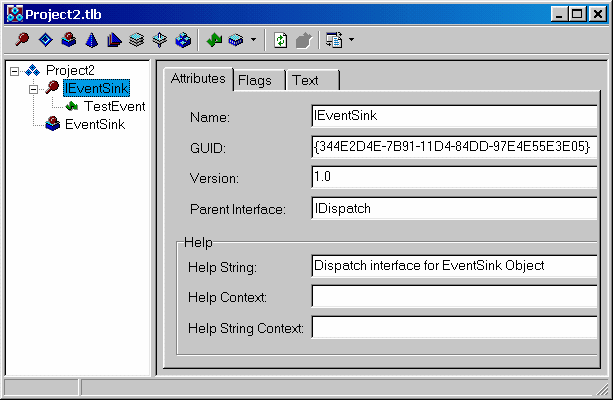 Project2.tlb
Project2
IEventSink
TestEvent
EventSink
Attributes Flags Text
Name: IEventSink
GUID: {344E2D4E-7B91-11D4-84DD-97E4E55E3E05}
Version: 1.0
Parent Interface: IDispatch
Help
Help String: Dispatch interface for EventSink Object
Help Context:
Help String Context: